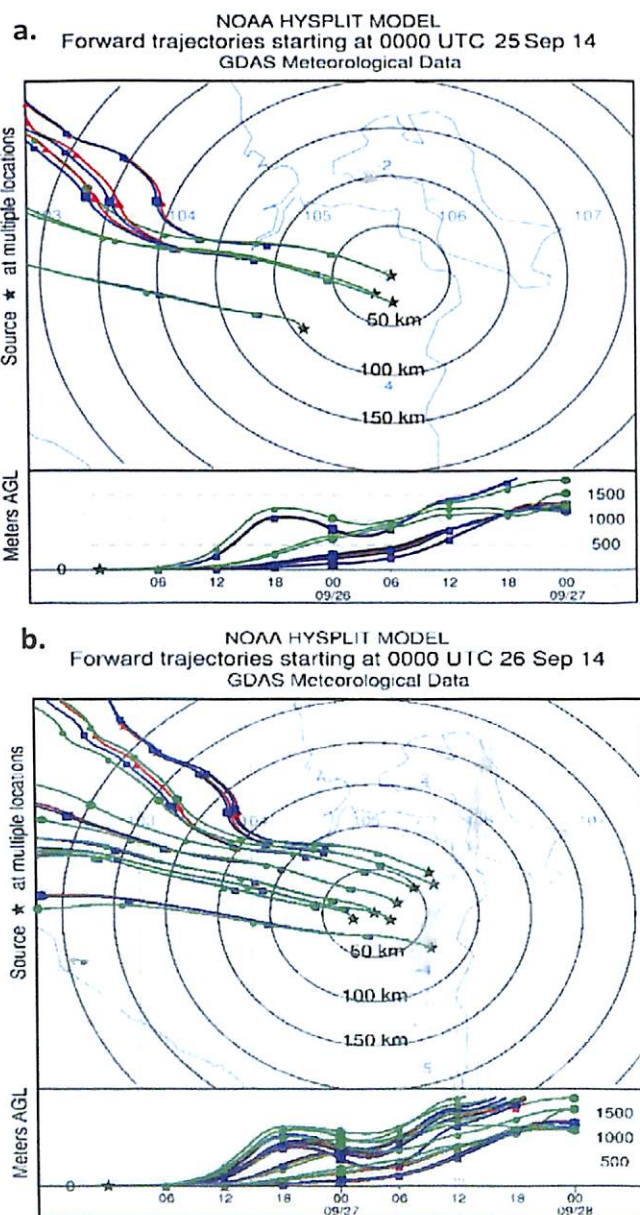 a.
NOAA HYSPLIT MODEL
Forward trajectories starting at 0000 UTC 25 Sep 14
GDAS Meteorological Data
Source ★ at multiple locations
2
103 104 105 106 107
50 km
100 km
4
150 km
Meters AGL
1500
1000
500
0
06 12 18 00 06 12 18 00
09/26 09/27
b.
NOAA HYSPLIT MODEL
Forward trajectories starting at 0000 UTC 26 Sep 14
GDAS Meteorological Data
Source ★ at multiple locations
50 km
100 km
150 km
5
Meters AGL
1500
1000
500
0
06 12 18 00 06 12 18 00
09/27 09/28